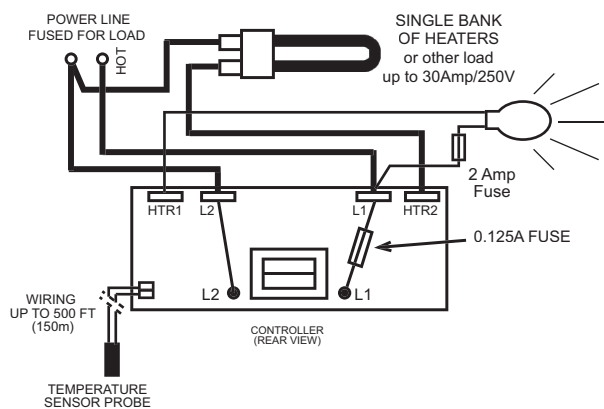 POWER LINE
FUSED FOR LOAD
HOT
SINGLE BANK
OF HEATERS
or other load
up to 30Amp/250V
2 Amp
Fuse
HTR1
L2
L1
HTR2
0.125A FUSE
L2
L1
WIRING
UP TO 500 FT
(150m)
CONTROLLER
(REAR VIEW)
TEMPERATURE
SENSOR PROBE